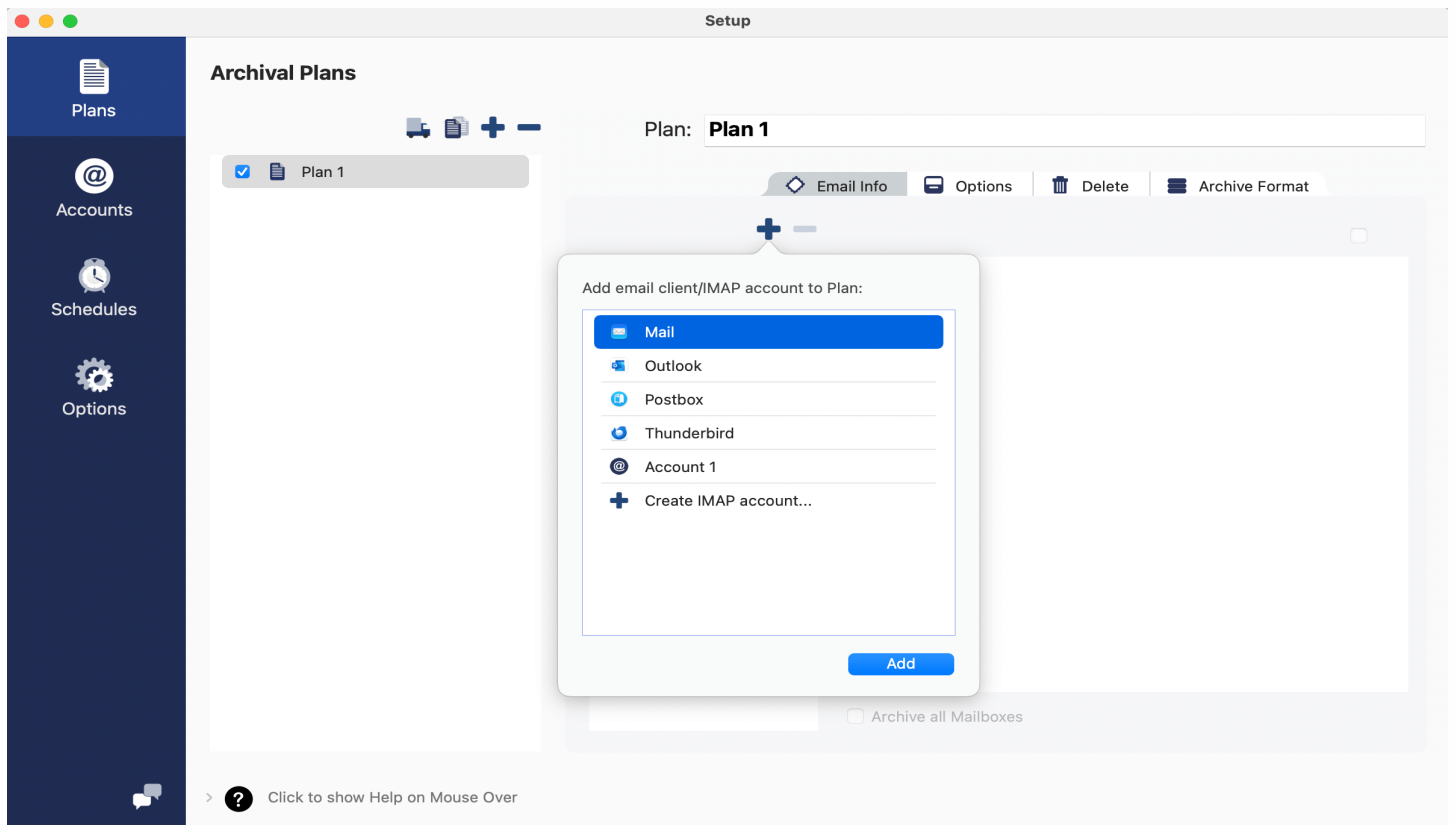 Setup
Plans
Accounts
Schedules
Options
Archival Plans
Plan 1
Plan: Plan 1
Email Info
Options
Delete
Archive Format
Add email client/IMAP account to Plan:
Mail
Outlook
Postbox
Thunderbird
Account 1
Create IMAP account...
Add
Archive all Mailboxes
? Click to show Help on Mouse Over